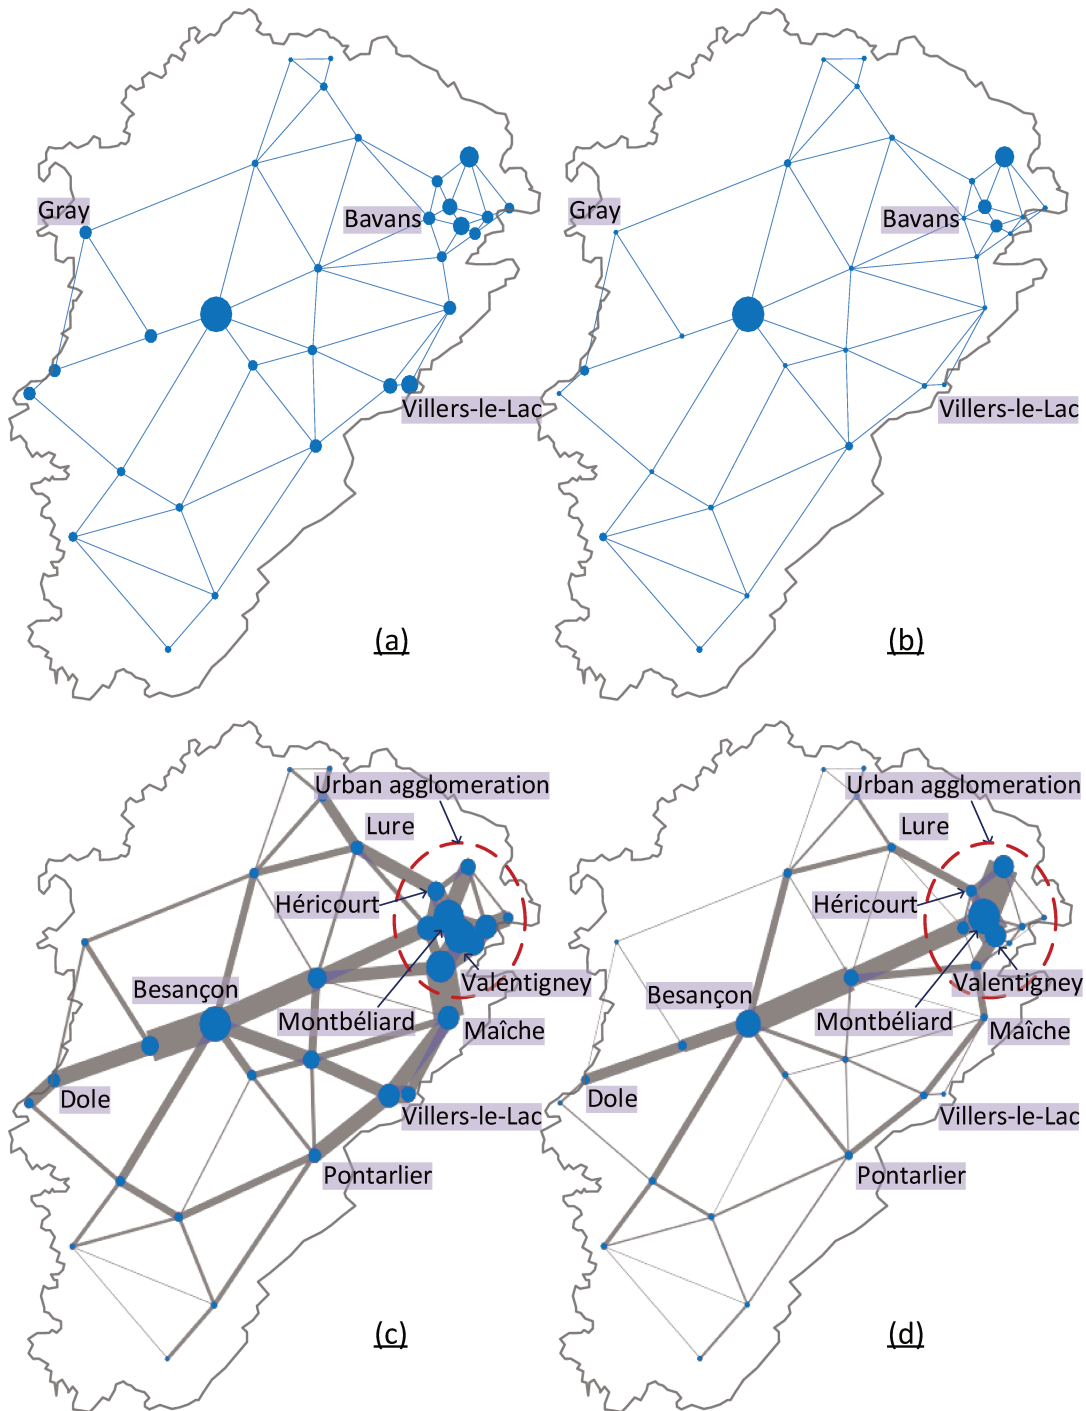 Gray
Bavans
Villers-le-Lac
(a)
Gray
Bavans
Villers-le-Lac
(b)
Urban agglomeration
Lure
Héricourt
Besançon
Valentigney
Montbéliard
Maîche
Dole
Villers-le-Lac
Pontarlier
(c)
Urban agglomeration
Lure
Héricourt
Besançon
Valentigney
Montbéliard
Maîche
Dole
Villers-le-Lac
Pontarlier
(d)